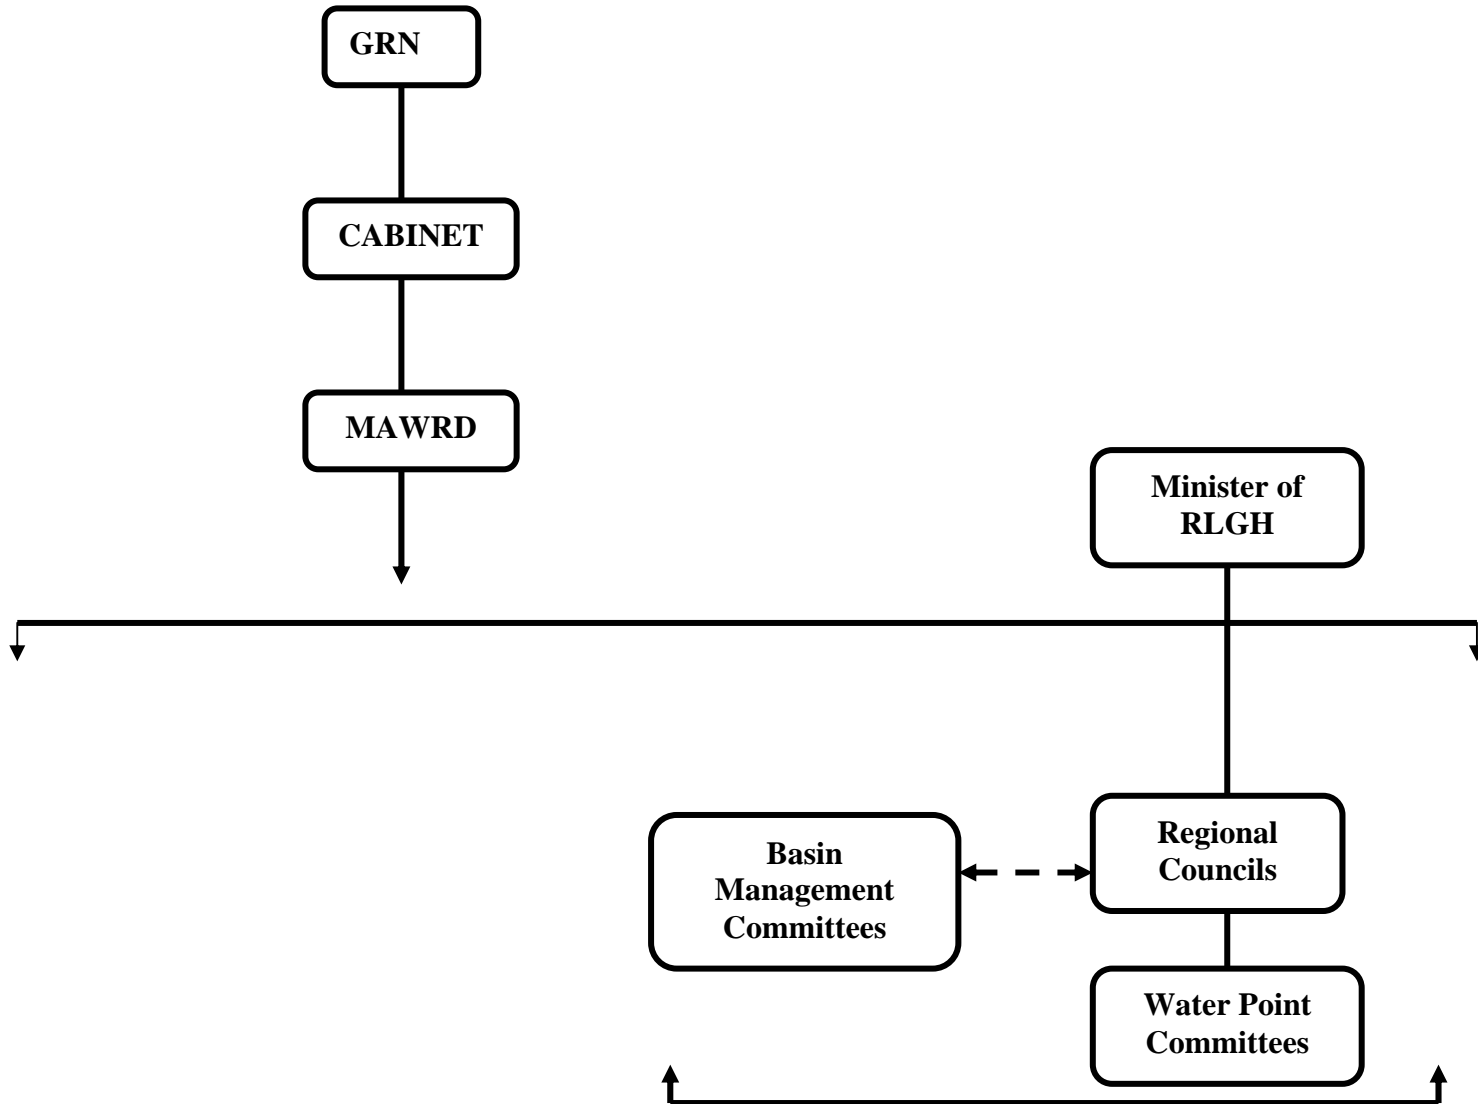 GRN
CABINET
MAWRD
Minister of
RLGH
Regional
Councils
Basin
Management
Committees
Water Point
Committees